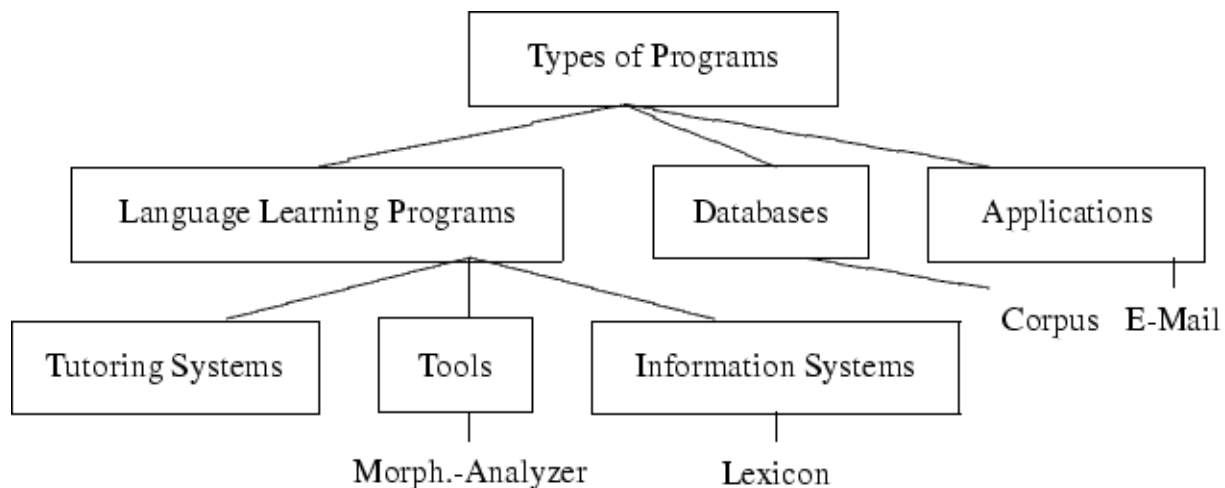 Types of Programs
Language Learning Programs
Databases
Applications
Corpus
E-Mail
Tutoring Systems
Tools
Information Systems
Morph.-Analyzer
Lexicon